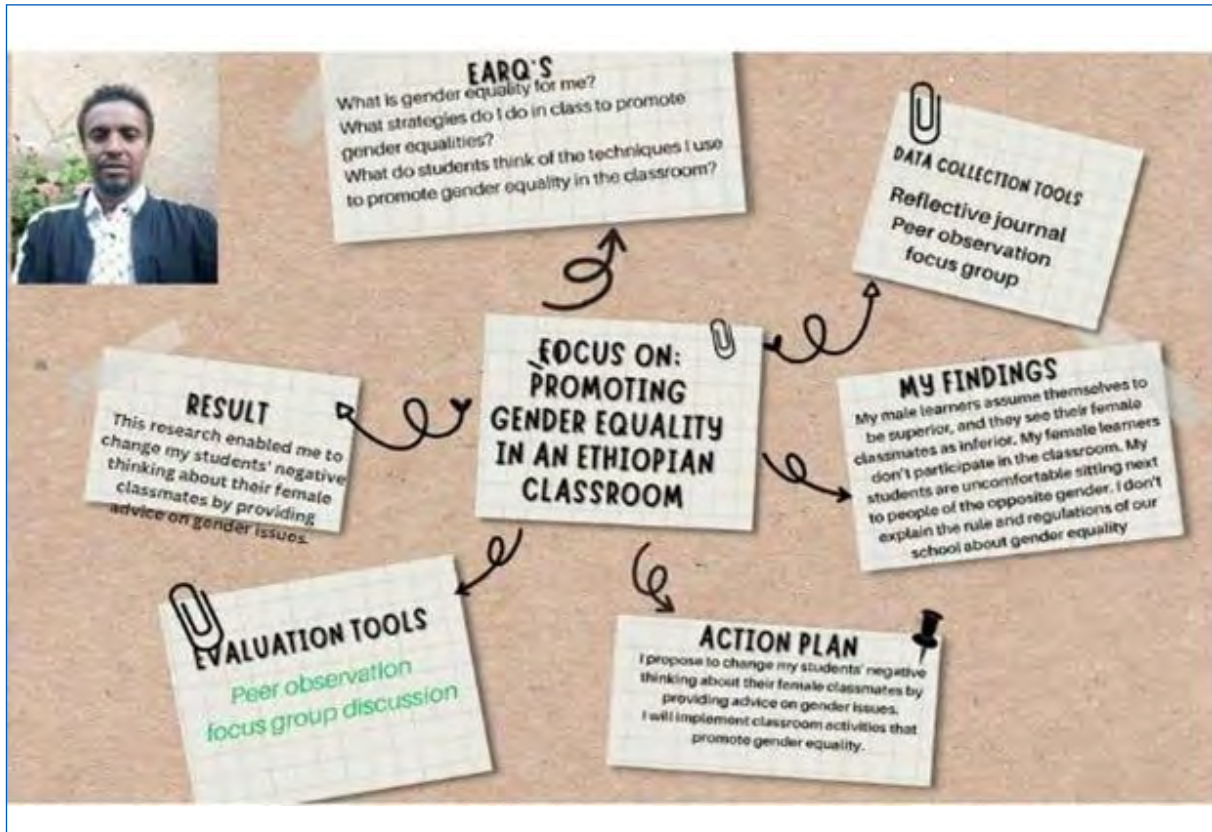 EARQ'S
What is gender equality for me?
What strategies do I do in class to promote
gender equalities?
What do students think of the techniques I use
to promote gender equality in the classroom?
DATA COLLECTION TOOLS
Reflective journal
Peer observation
focus group
FOCUS ON:
PROMOTING
GENDER EQUALITY
IN AN ETHIOPIAN
CLASSROOM
RESULT
This research enabled me to
change my students' negative
thinking about their female
classmates by providing
advice on gender issues.
MY FINDINGS
My male learners assume themselves to
be superior, and they see their female
classmates as inferior. My female learners
don't participate in the classroom. My
students are uncomfortable sitting next
to people of the opposite gender. I don't
explain the rule and regulations of our
school about gender equality
EVALUATION TOOLS
Peer observation
focus group discussion
ACTION PLAN
I propose to change my students' negative
thinking about their female classmates by
providing advice on gender issues.
I will implement classroom activities that
promote gender equality.